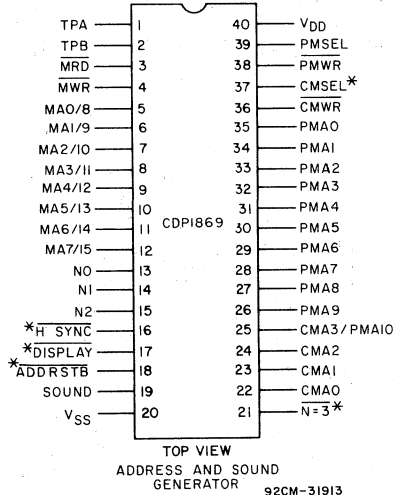 TPA 1 40 VDD
TPB 2 39 PMSEL
MRD 3 38 PMWR
MWR 4 37 CMSEL*
MA0/8 5 36 CMWR
MA1/9 6 35 PMA0
MA2/10 7 34 PMA1
MA3/11 8 33 PMA2
MA4/12 9 32 PMA3
MA5/13 10 31 PMA4
MA6/14 11 CDP1869 30 PMA5
MA7/15 12 29 PMA6
N0 13 28 PMA7
N1 14 27 PMA8
N2 15 26 PMA9
*H SYNC 16 25 CMA3/PMA10
*DISPLAY 17 24 CMA2
*ADDRSTB 18 23 CMA1
SOUND 19 22 CMA0
VSS 20 21 N=3*
TOP VIEW
ADDRESS AND SOUND
GENERATOR
92CM-31913